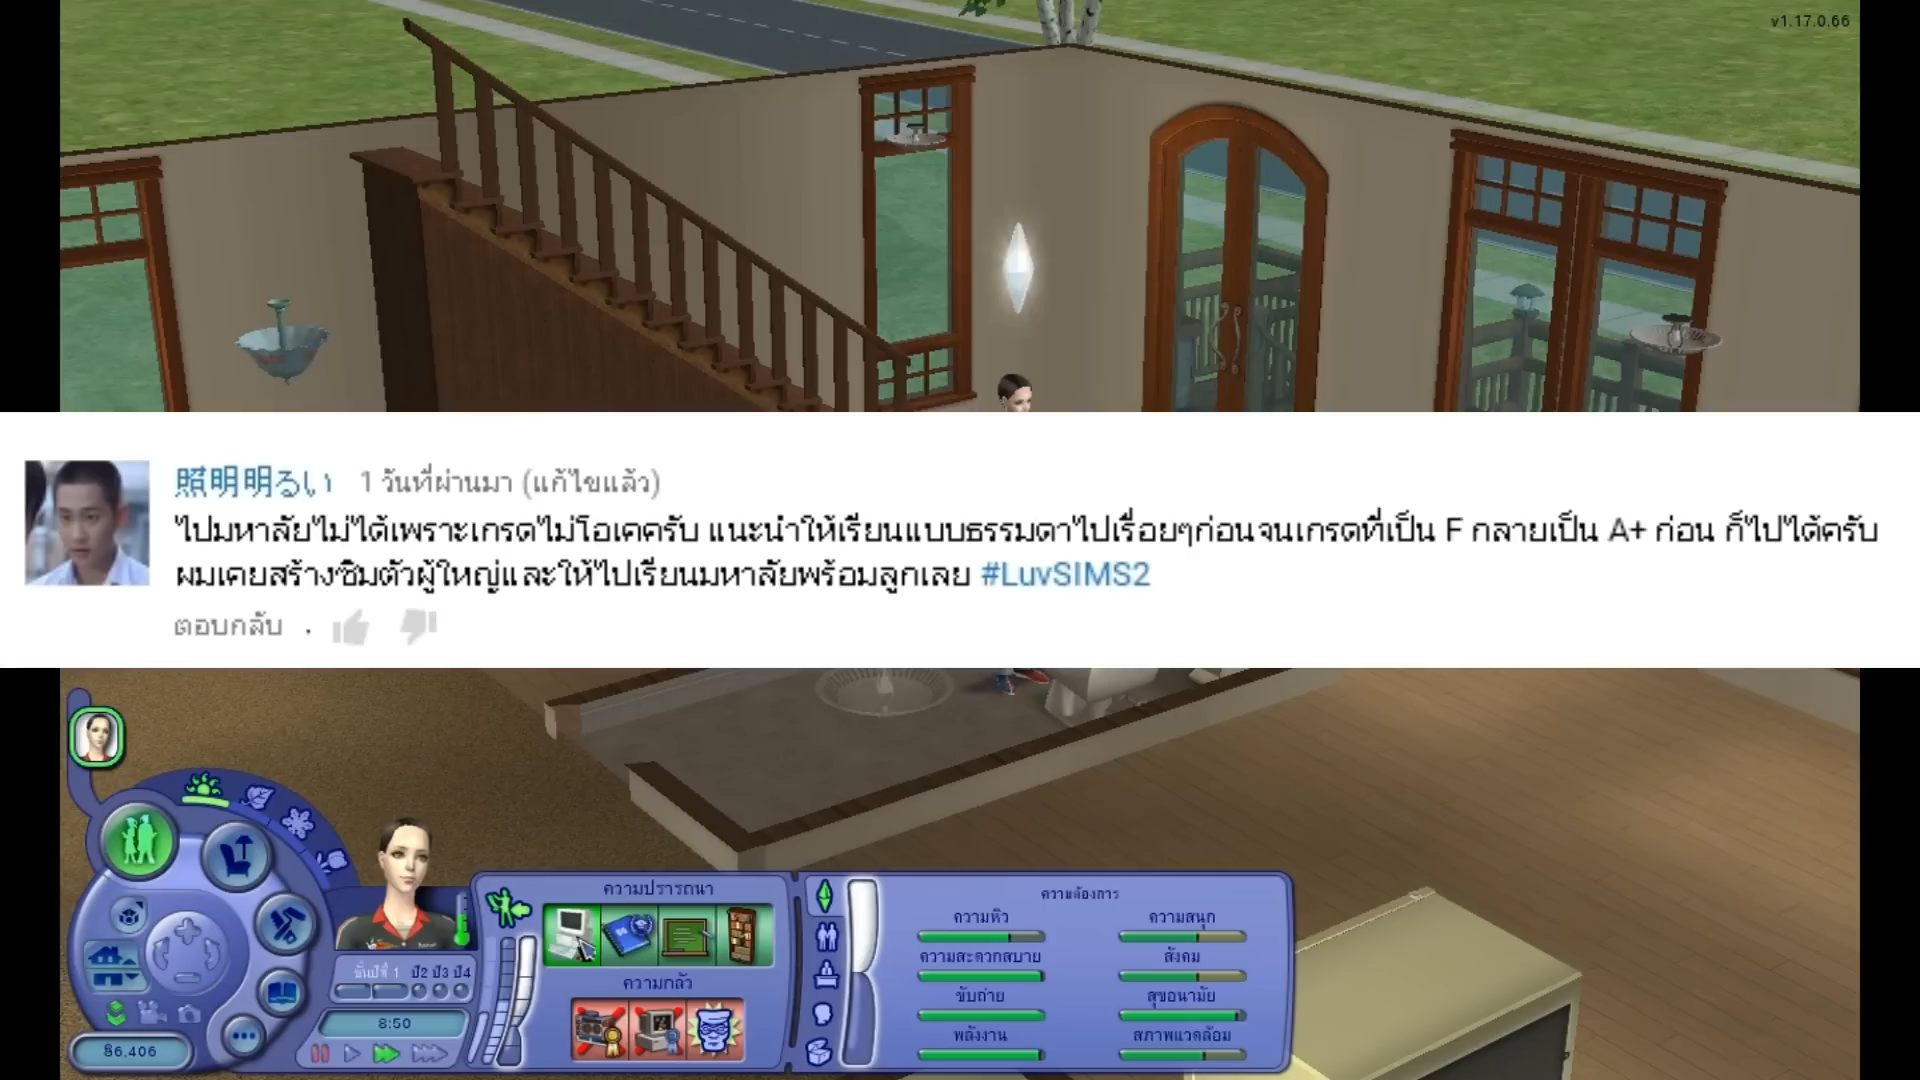 v1.17.0.66
照明明るい 1 วันที่ผ่านมา (แก้ไขแล้ว)
ไปมหาลัยไม่ได้เพราะเกรดไม่โอเคครับ แนะนำให้เรียนแบบธรรมดาไปเรื่อยๆก่อนจนเกรดที่เป็น F กลายเป็น A+ ก่อน ก็ไปได้ครับ
ผมเคยสร้างซิมตัวผู้ใหญ่และให้ไปเรียนมหาลัยพร้อมลูกเลย #LuvSIMS2
ตอบกลับ .
ความปรารถนา
ความกลัว
ชั้นปีที่ 1 ปี2 ปี3 ปี4
8:50
§6,406
ความต้องการ
ความหิว ความสนุก
ความสะดวกสบาย สังคม
ขับถ่าย สุขอนามัย
พลังงาน สภาพแวดล้อม